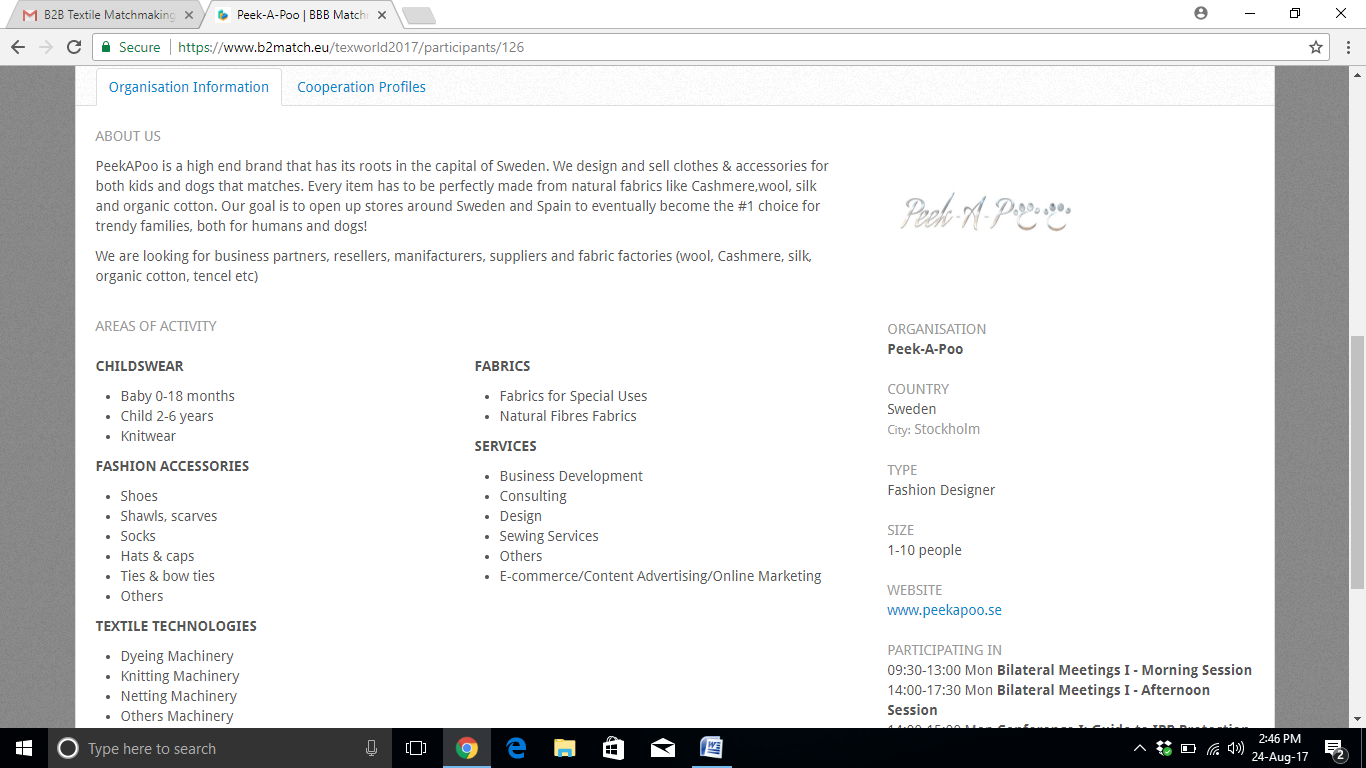 B2B Textile Matchmaking
Peek-A-Poo | BBB Match
Secure
https://www.b2match.eu/texworld2017/participants/126
Organisation Information
Cooperation Profiles
ABOUT US
PeekAPoo is a high end brand that has its roots in the capital of Sweden. We design and sell clothes & accessories for
both kids and dogs that matches. Every item has to be perfectly made from natural fabrics like Cashmere,wool, silk
and organic cotton. Our goal is to open up stores around Sweden and Spain to eventually become the #1 choice for
trendy families, both for humans and dogs!
We are looking for business partners, resellers, manifacturers, suppliers and fabric factories (wool, Cashmere, silk,
organic cotton, tencel etc)
Peek-A-Poo
AREAS OF ACTIVITY
CHILDSWEAR
• Baby 0-18 months
• Child 2-6 years
• Knitwear
FASHION ACCESSORIES
• Shoes
• Shawls, scarves
• Socks
• Hats & caps
• Ties & bow ties
• Others
TEXTILE TECHNOLOGIES
• Dyeing Machinery
• Knitting Machinery
• Netting Machinery
• Others Machinery
FABRICS
• Fabrics for Special Uses
• Natural Fibres Fabrics
SERVICES
• Business Development
• Consulting
• Design
• Sewing Services
• Others
• E-commerce/Content Advertising/Online Marketing
ORGANISATION
Peek-A-Poo
COUNTRY
Sweden
City: Stockholm
TYPE
Fashion Designer
SIZE
1-10 people
WEBSITE
www.peekapoo.se
PARTICIPATING IN
09:30-13:00 Mon Bilateral Meetings I - Morning Session
14:00-17:30 Mon Bilateral Meetings I - Afternoon
Session
14:00-15:00 Mon Conference I: Guide to IPR Protection
Type here to search
2:46 PM
24-Aug-17
2